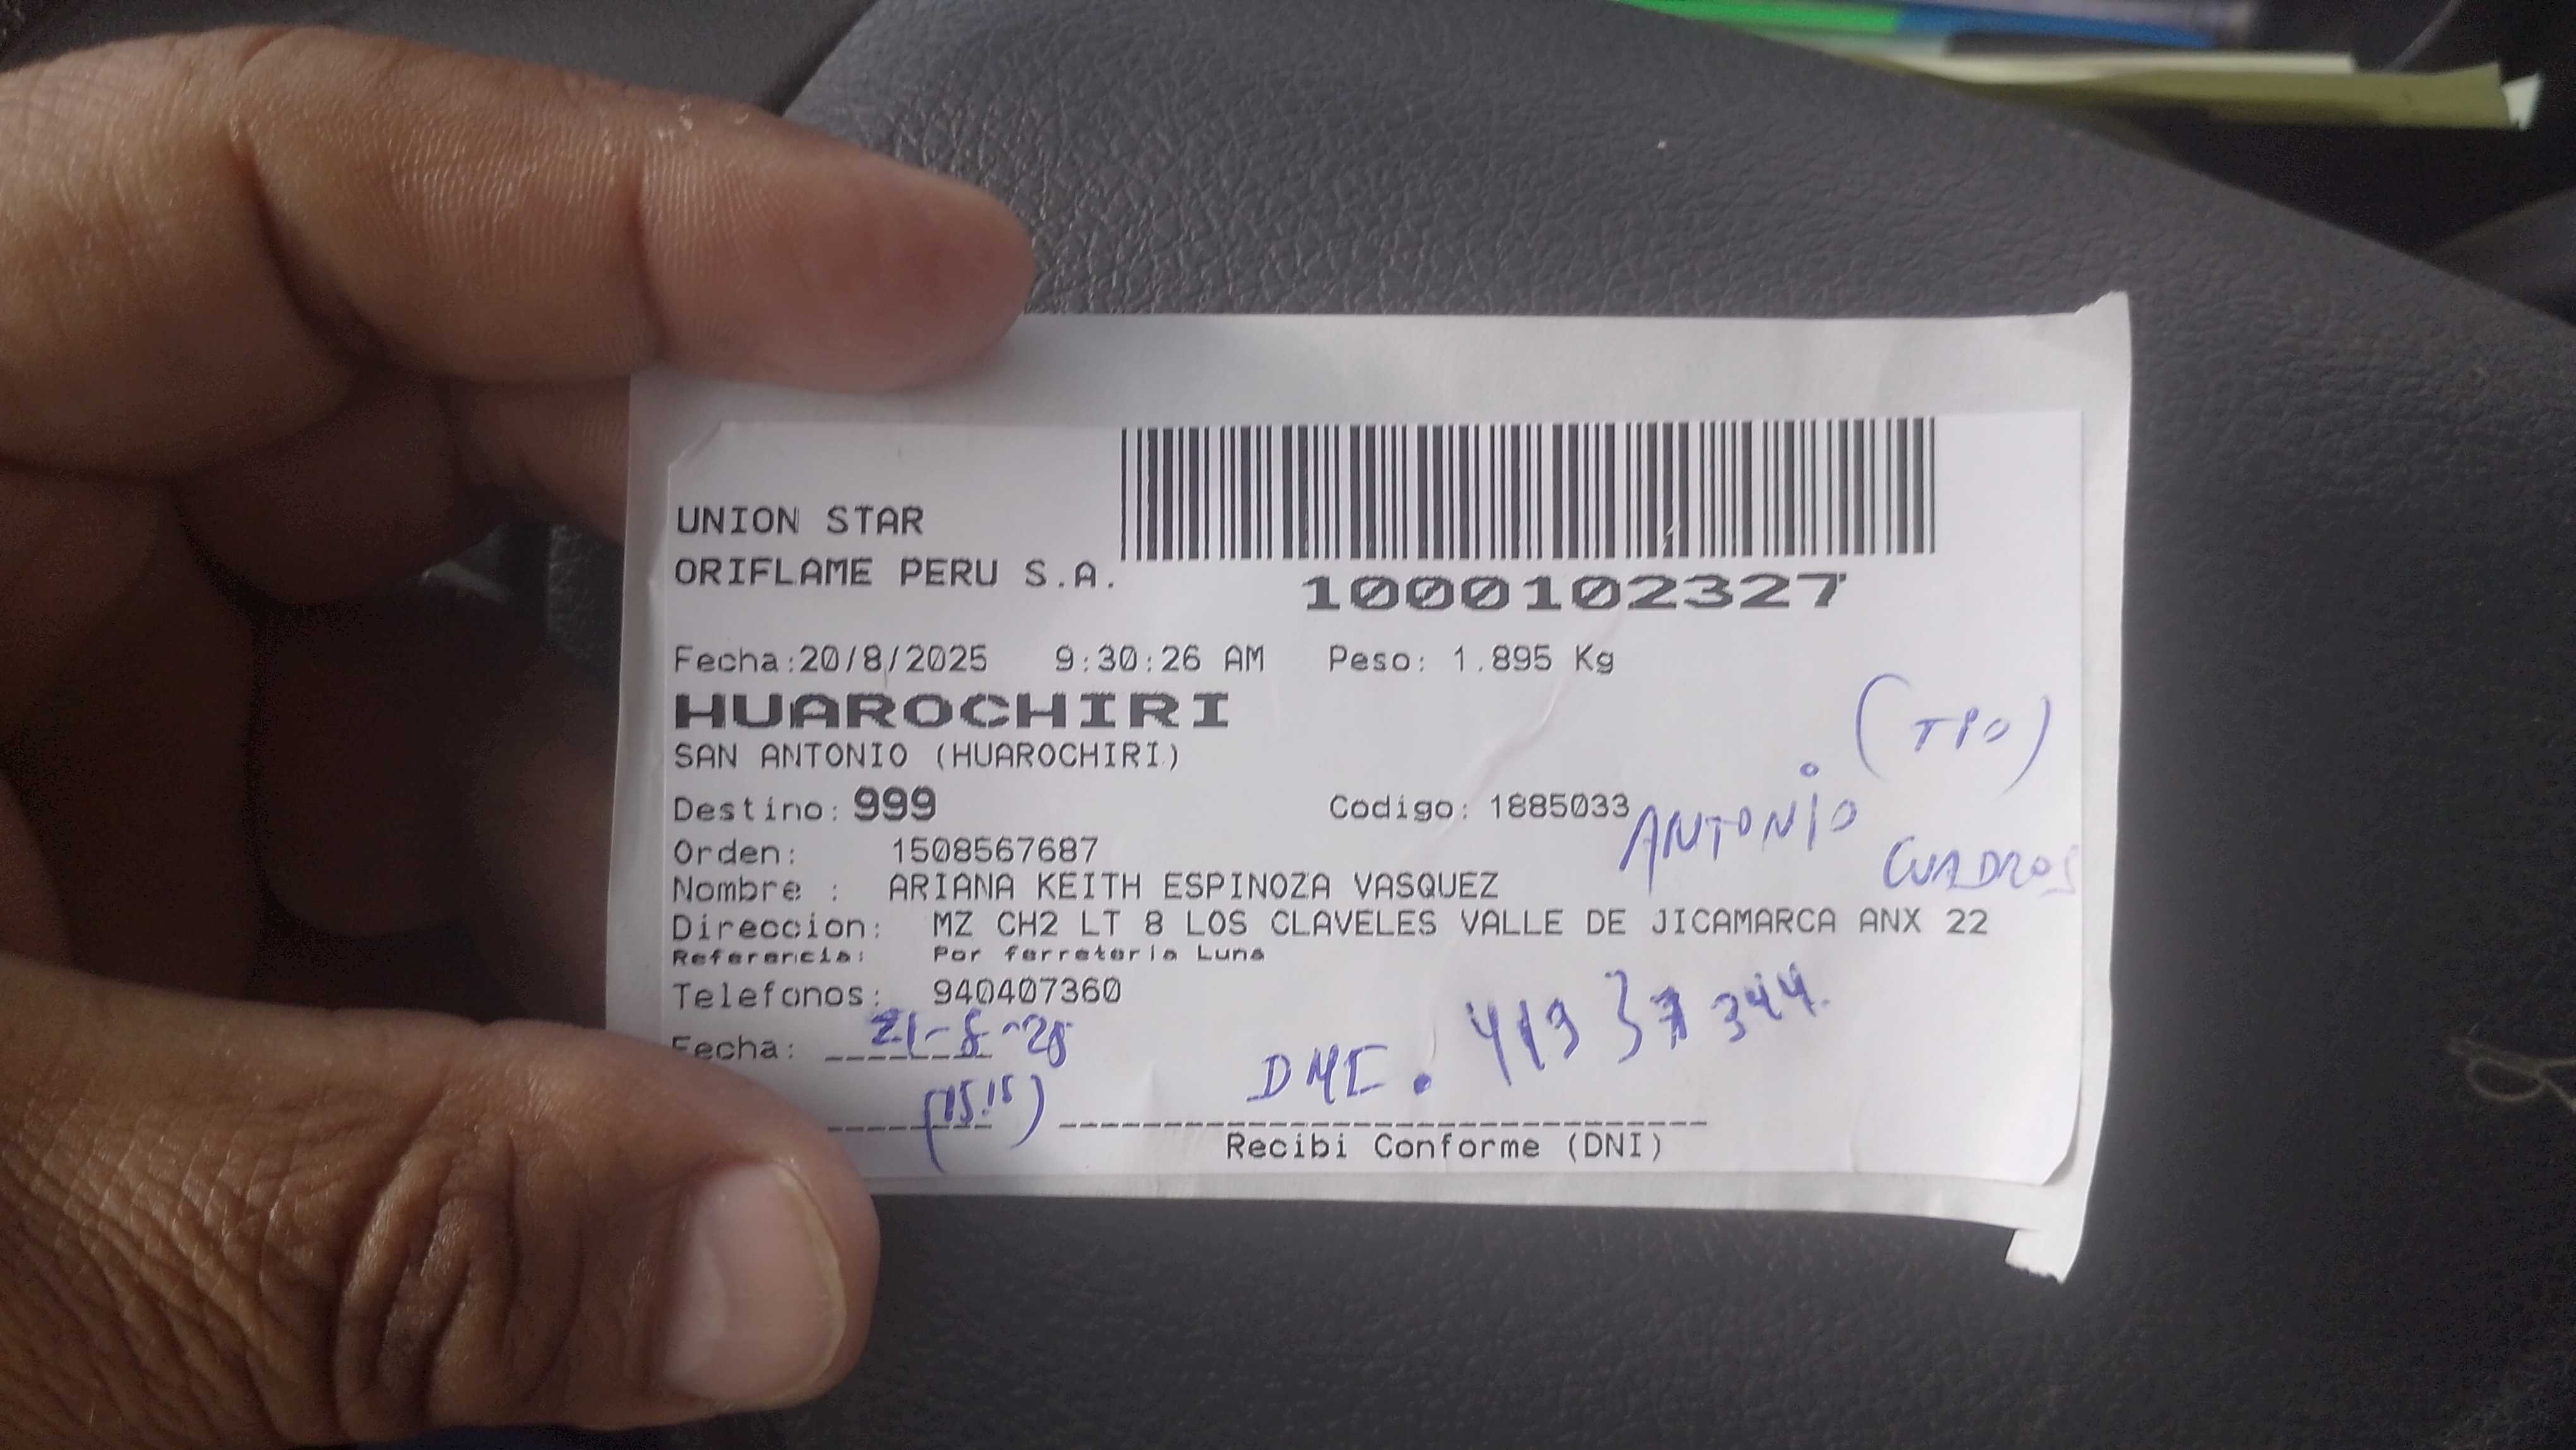 UNION STAR
ORIFLAME PERU S.A.
1000102327
Fecha:20/8/2025 9:30:26 AM Peso: 1.895 Kg
HUAROCHIRI
SAN ANTONIO (HUAROCHIRI)
(TPO)
Destino: 999 Codigo: 1885033
ANTONIO
CUADROS
Orden: 1508567687
Nombre : ARIANA KEITH ESPINOZA VASQUEZ
Direccion: MZ CH2 LT 8 LOS CLAVELES VALLE DE JICAMARCA ANX 22
Referencia: Por ferreteria Luna
Telefonos: 940407360
Fecha: 21-8-25
(15.15)
Recibi Conforme (DNI)